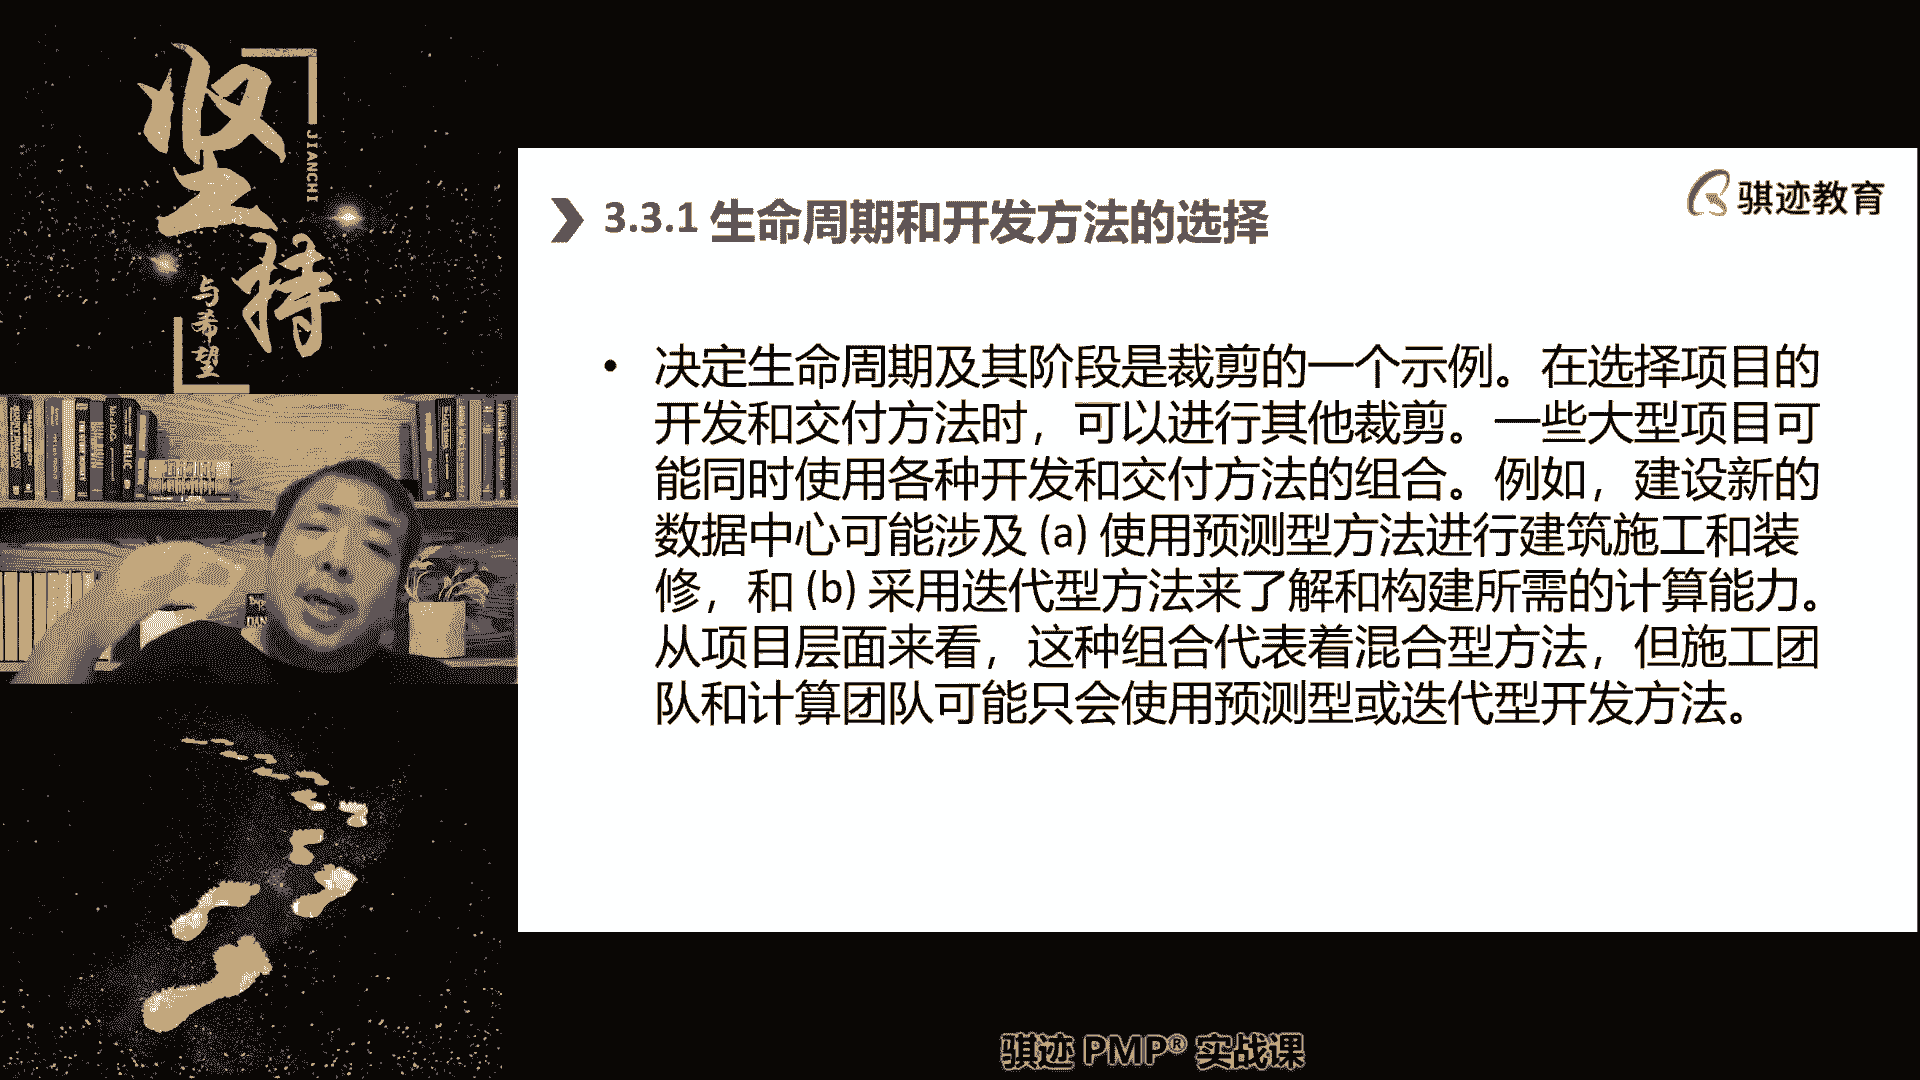 坚持
JIANCHI
与希望
骐迹教育
3.3.1 生命周期和开发方法的选择
• 决定生命周期及其阶段是裁剪的一个示例。在选择项目的
开发和交付方法时，可以进行其他裁剪。一些大型项目可
能同时使用各种开发和交付方法的组合。例如，建设新的
数据中心可能涉及 (a) 使用预测型方法进行建筑施工和装
修，和 (b) 采用迭代型方法来了解和构建所需的计算能力。
从项目层面来看，这种组合代表着混合型方法，但施工团
队和计算团队可能只会使用预测型或迭代型开发方法。
骐迹 PMP® 实战课